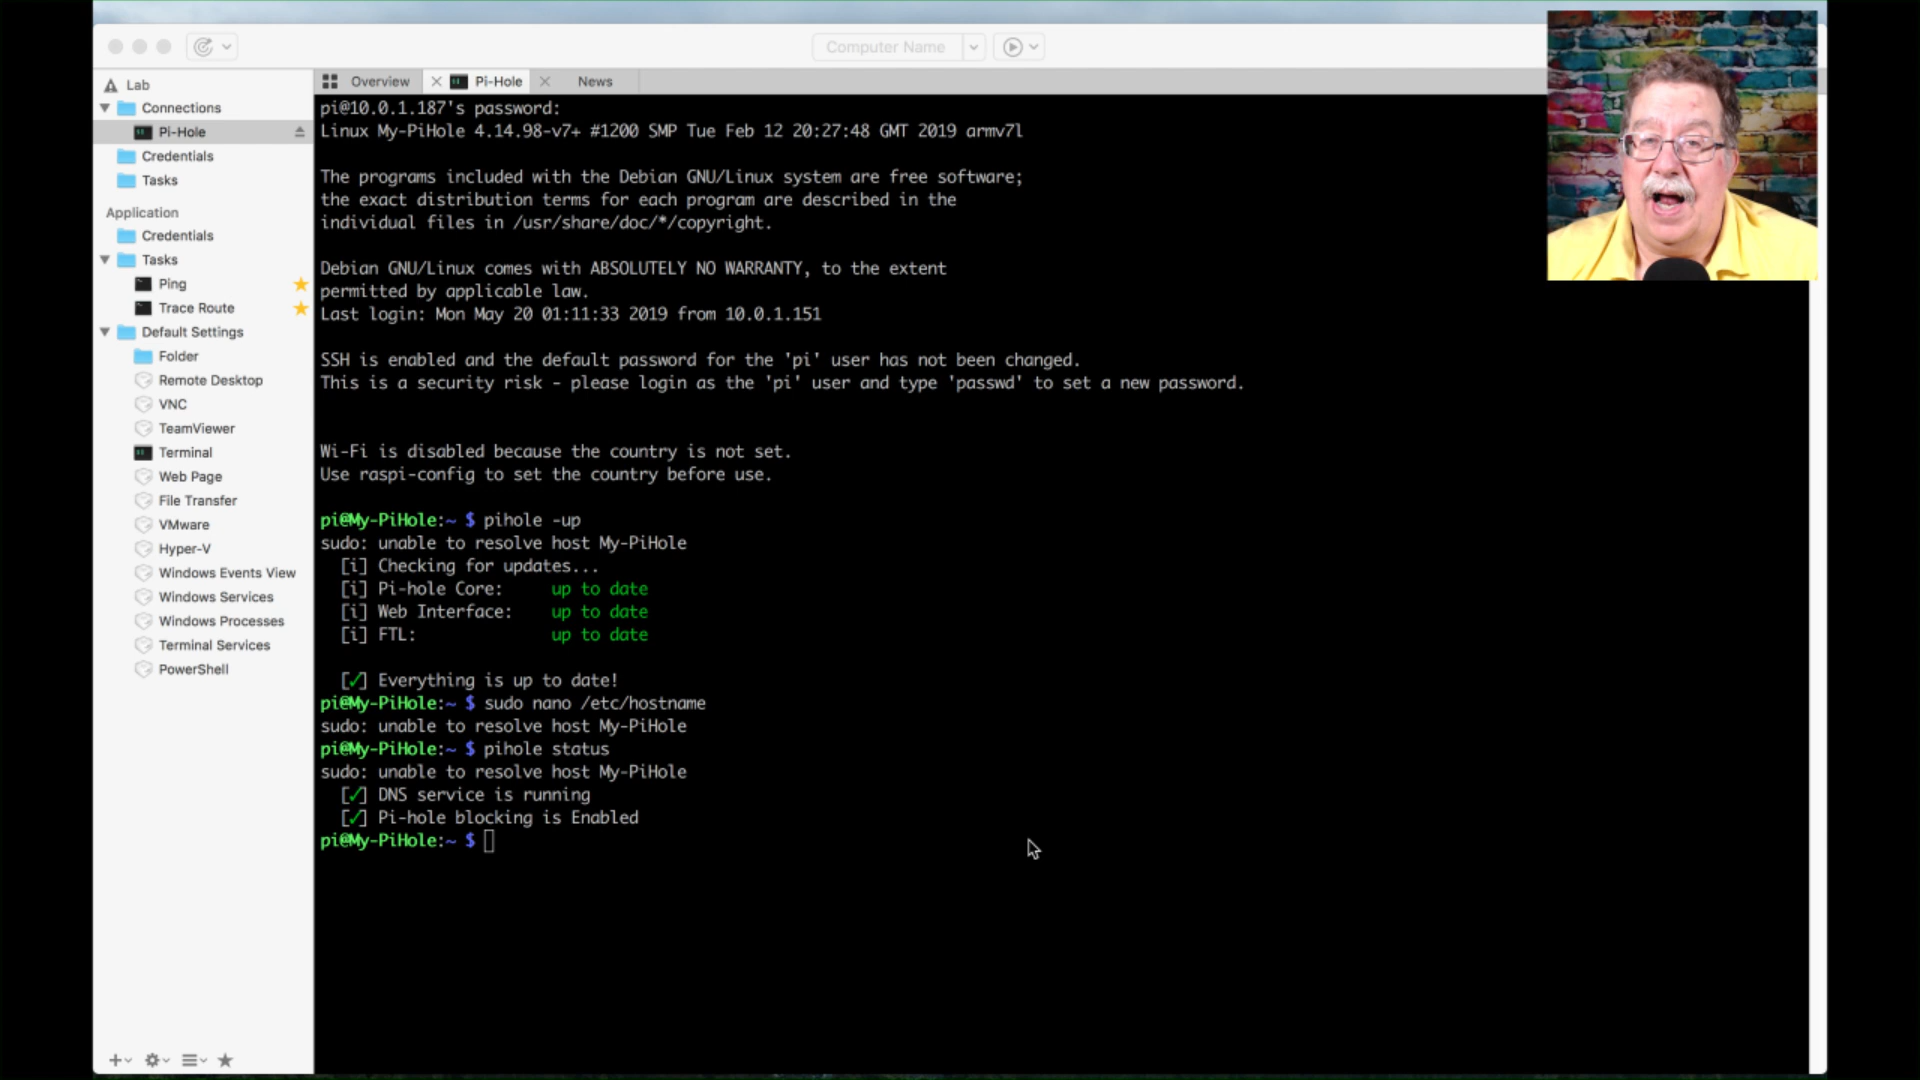 Computer Name
Lab
Connections
Pi-Hole
Credentials
Tasks
Application
Credentials
Tasks
Ping
Trace Route
Default Settings
Folder
Remote Desktop
VNC
TeamViewer
Terminal
Web Page
File Transfer
VMware
Hyper-V
Windows Events View
Windows Services
Windows Processes
Terminal Services
PowerShell
Overview
Pi-Hole
News
pi@10.0.1.187's password:
Linux My-PiHole 4.14.98-v7+ #1200 SMP Tue Feb 12 20:27:48 GMT 2019 armv7l
The programs included with the Debian GNU/Linux system are free software;
the exact distribution terms for each program are described in the
individual files in /usr/share/doc/*/copyright.
Debian GNU/Linux comes with ABSOLUTELY NO WARRANTY, to the extent
permitted by applicable law.
Last login: Mon May 20 01:11:33 2019 from 10.0.1.151
SSH is enabled and the default password for the 'pi' user has not been changed.
This is a security risk - please login as the 'pi' user and type 'passwd' to set a new password.
Wi-Fi is disabled because the country is not set.
Use raspi-config to set the country before use.
pi@My-PiHole:~ $ pihole -up
sudo: unable to resolve host My-PiHole
[i] Checking for updates...
[i] Pi-hole Core: up to date
[i] Web Interface: up to date
[i] FTL: up to date
[✓] Everything is up to date!
pi@My-PiHole:~ $ sudo nano /etc/hostname
sudo: unable to resolve host My-PiHole
pi@My-PiHole:~ $ pihole status
sudo: unable to resolve host My-PiHole
[✓] DNS service is running
[✓] Pi-hole blocking is Enabled
pi@My-PiHole:~ $